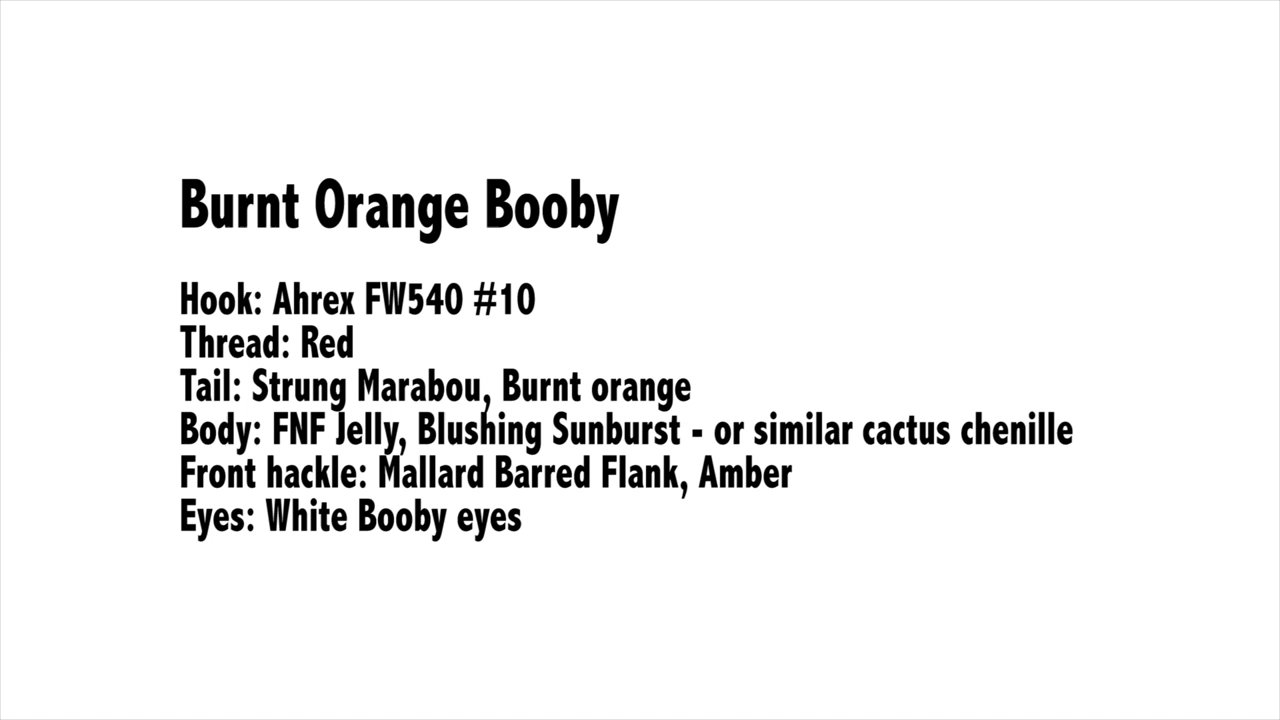 Burnt Orange Booby
Hook: Ahrex FW540 #10
Thread: Red
Tail: Strung Marabou, Burnt orange
Body: FNF Jelly, Blushing Sunburst - or similar cactus chenille
Front hackle: Mallard Barred Flank, Amber
Eyes: White Booby eyes